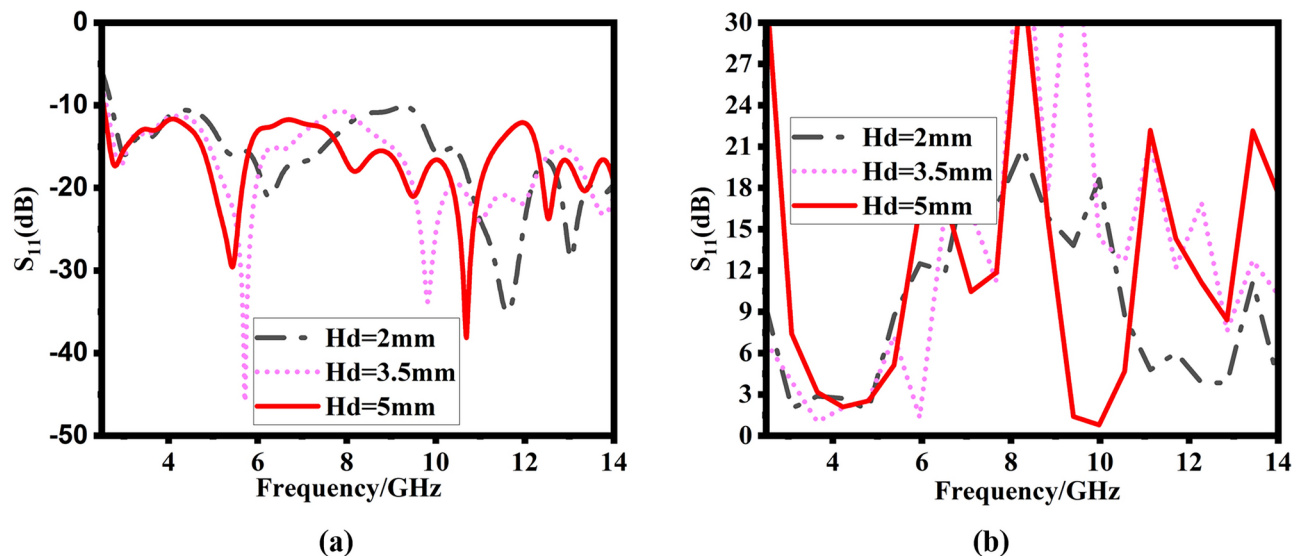 (a)
0
-10
-20
-30
-40
-50
S11(dB)
Hd=2mm
Hd=3.5mm
Hd=5mm
4 6 8 10 12 14
Frequency/GHz
(a)
(b)
30
27
24
21
18
15
12
9
6
3
0
S11(dB)
Hd=2mm
Hd=3.5mm
Hd=5mm
4 6 8 10 12 14
Frequency/GHz
(b)